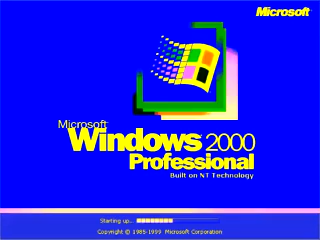 Microsoft
Microsoft
Windows 2000
Professional
Built on NT Technology
Starting up...
Copyright © 1985-1999 Microsoft Corporation